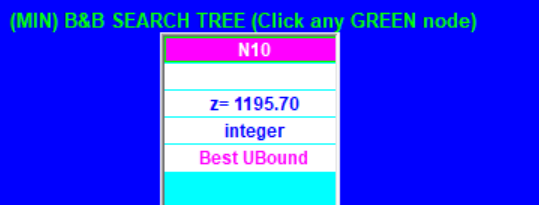 (MIN) B&B SEARCH TREE (Click any GREEN node)
N10
z= 1195.70
integer
Best UBound